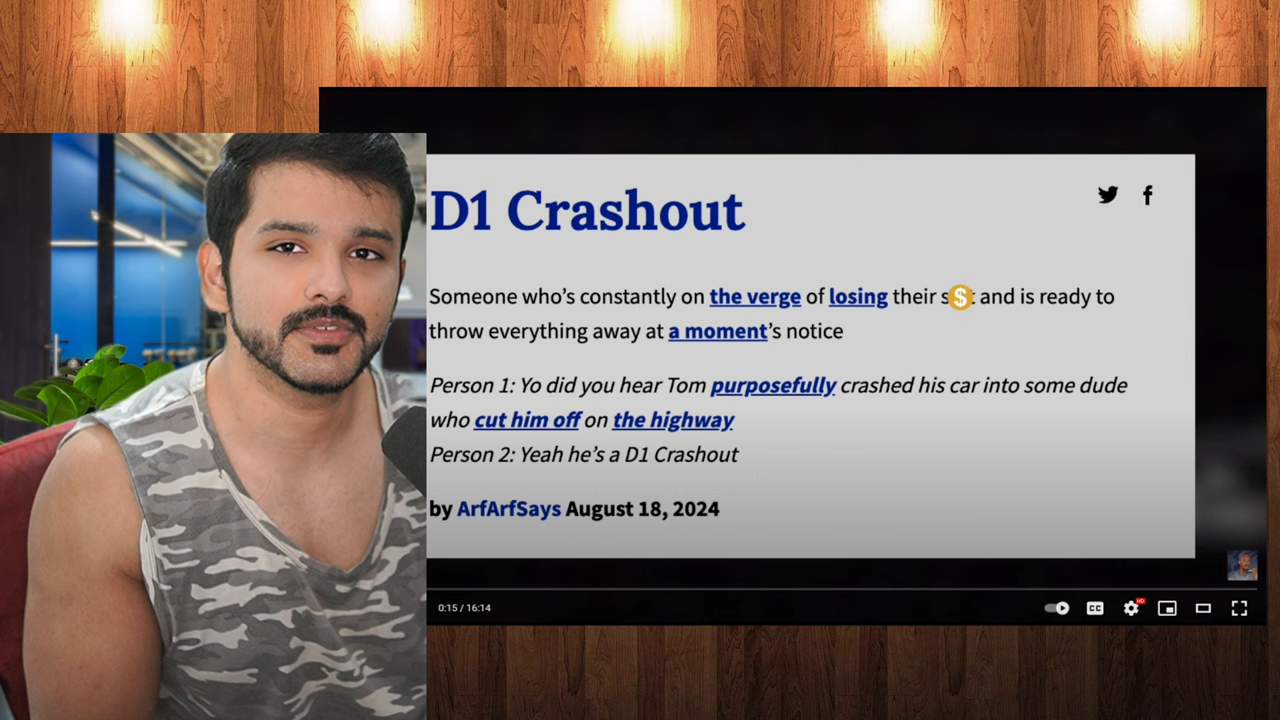 D1 Crashout
Someone who's constantly on the verge of losing their s$t and is ready to
throw everything away at a moment's notice
Person 1: Yo did you hear Tom purposefully crashed his car into some dude
who cut him off on the highway
Person 2: Yeah he's a D1 Crashout
by ArfArfSays August 18, 2024
0:15 / 16:14
CC
HD